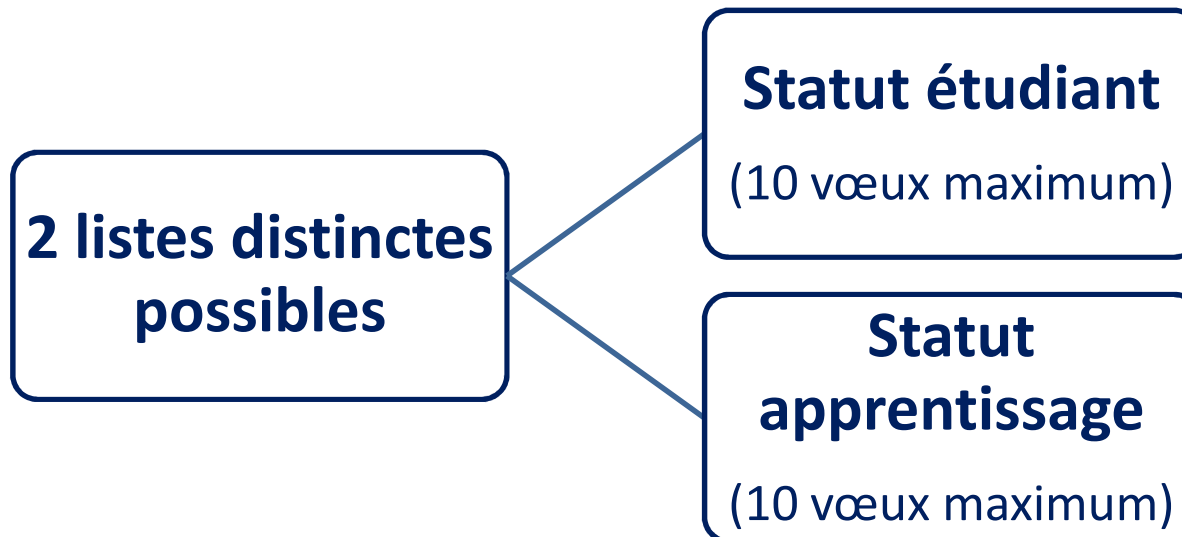 2 listes distinctes
possibles
Statut étudiant
(10 vœux maximum)
Statut
apprentissage
(10 vœux maximum)